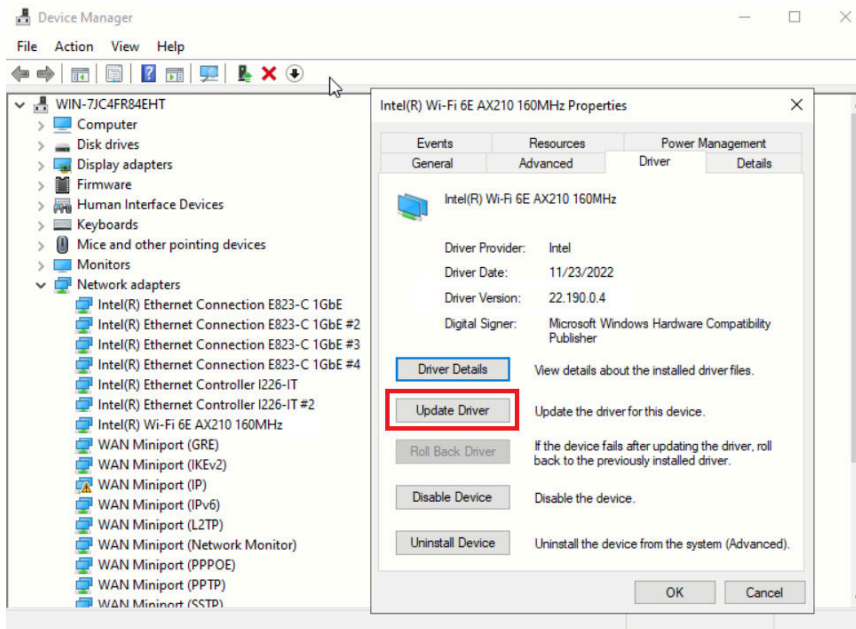 Device Manager
File Action View Help
WIN-7JC4FR84EHT
Computer
Disk drives
Display adapters
Firmware
Human Interface Devices
Keyboards
Mice and other pointing devices
Monitors
Network adapters
Intel(R) Ethernet Connection E823-C 1GbE
Intel(R) Ethernet Connection E823-C 1GbE #2
Intel(R) Ethernet Connection E823-C 1GbE #3
Intel(R) Ethernet Connection E823-C 1GbE #4
Intel(R) Ethernet Controller I226-IT
Intel(R) Ethernet Controller I226-IT #2
Intel(R) Wi-Fi 6E AX210 160MHz
WAN Miniport (GRE)
WAN Miniport (IKEv2)
WAN Miniport (IP)
WAN Miniport (IPv6)
WAN Miniport (L2TP)
WAN Miniport (Network Monitor)
WAN Miniport (PPPOE)
WAN Miniport (PPTP)
WAN Miniport (SSTP)
Intel(R) Wi-Fi 6E AX210 160MHz Properties
Events Resources Power Management
General Advanced Driver Details
Intel(R) Wi-Fi 6E AX210 160MHz
Driver Provider: Intel
Driver Date: 11/23/2022
Driver Version: 22.190.0.4
Digital Signer: Microsoft Windows Hardware Compatibility
Publisher
Driver Details View details about the installed driver files.
Update Driver Update the driver for this device.
Roll Back Driver If the device fails after updating the driver, roll
back to the previously installed driver.
Disable Device Disable the device.
Uninstall Device Uninstall the device from the system (Advanced).
OK Cancel